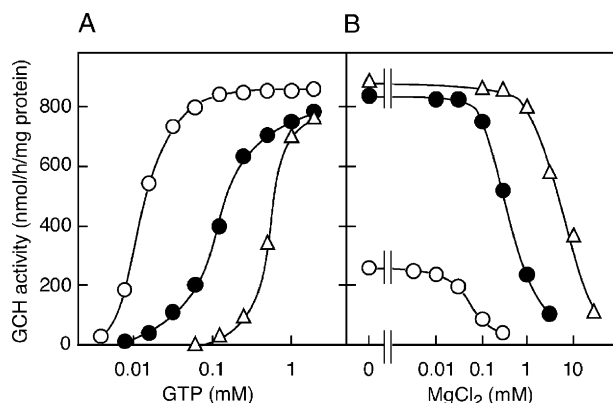 A
B
GCH activity (nmol/h/mg protein)
800
600
400
200
0
0.01 0.1 1
GTP (mM)
0 0.01 0.1 1 10
MgCl₂ (mM)